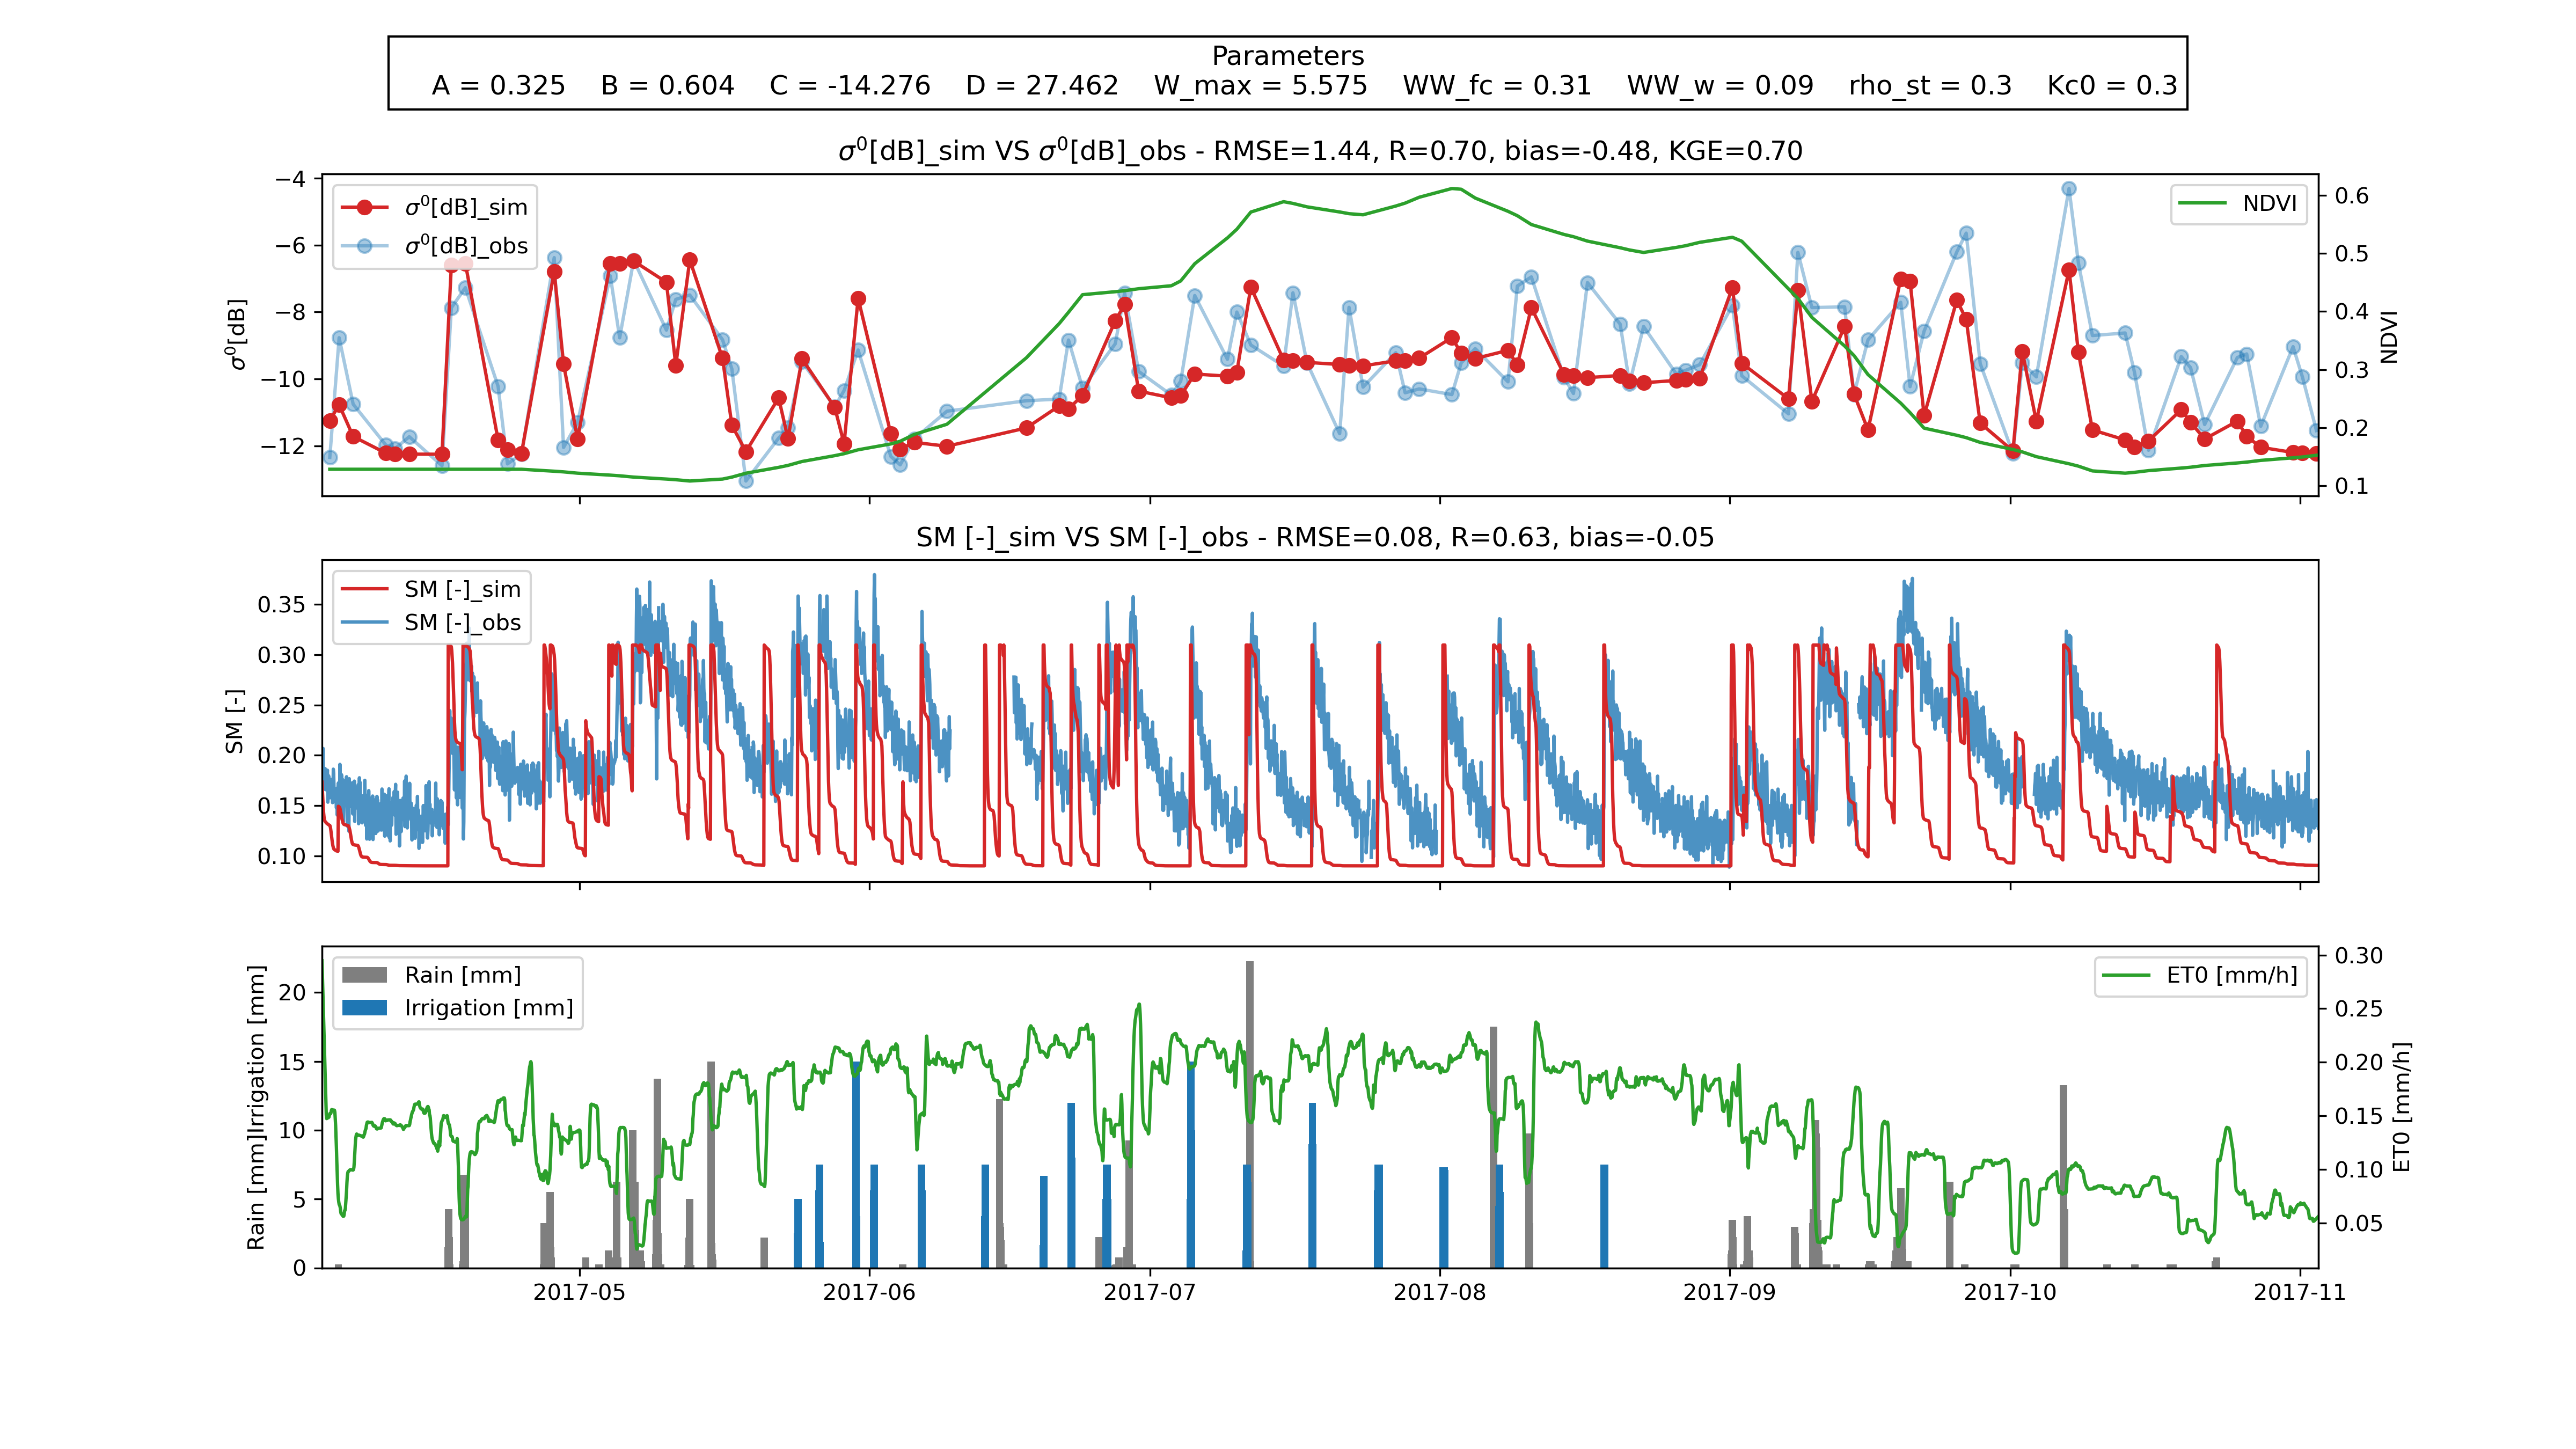 Parameters
A = 0.325 B = 0.604 C = -14.276 D = 27.462 W_max = 5.575 WW_fc = 0.31 WW_w = 0.09 rho_st = 0.3 Kc0 = 0.3
σ⁰[dB]_sim VS σ⁰[dB]_obs - RMSE=1.44, R=0.70, bias=-0.48, KGE=0.70
σ⁰[dB]
−4
−6
−8
−10
−12
σ⁰[dB]_sim
σ⁰[dB]_obs
NDVI
0.6
0.5
0.4
0.3
0.2
0.1
NDVI
SM [-]_sim VS SM [-]_obs - RMSE=0.08, R=0.63, bias=-0.05
SM [-]
0.35
0.30
0.25
0.20
0.15
0.10
SM [-]_sim
SM [-]_obs
Rain [mm]Irrigation [mm]
20
15
10
5
0
Rain [mm]
Irrigation [mm]
ET0 [mm/h]
0.30
0.25
0.20
0.15
0.10
0.05
ET0 [mm/h]
2017-05 2017-06 2017-07 2017-08 2017-09 2017-10 2017-11